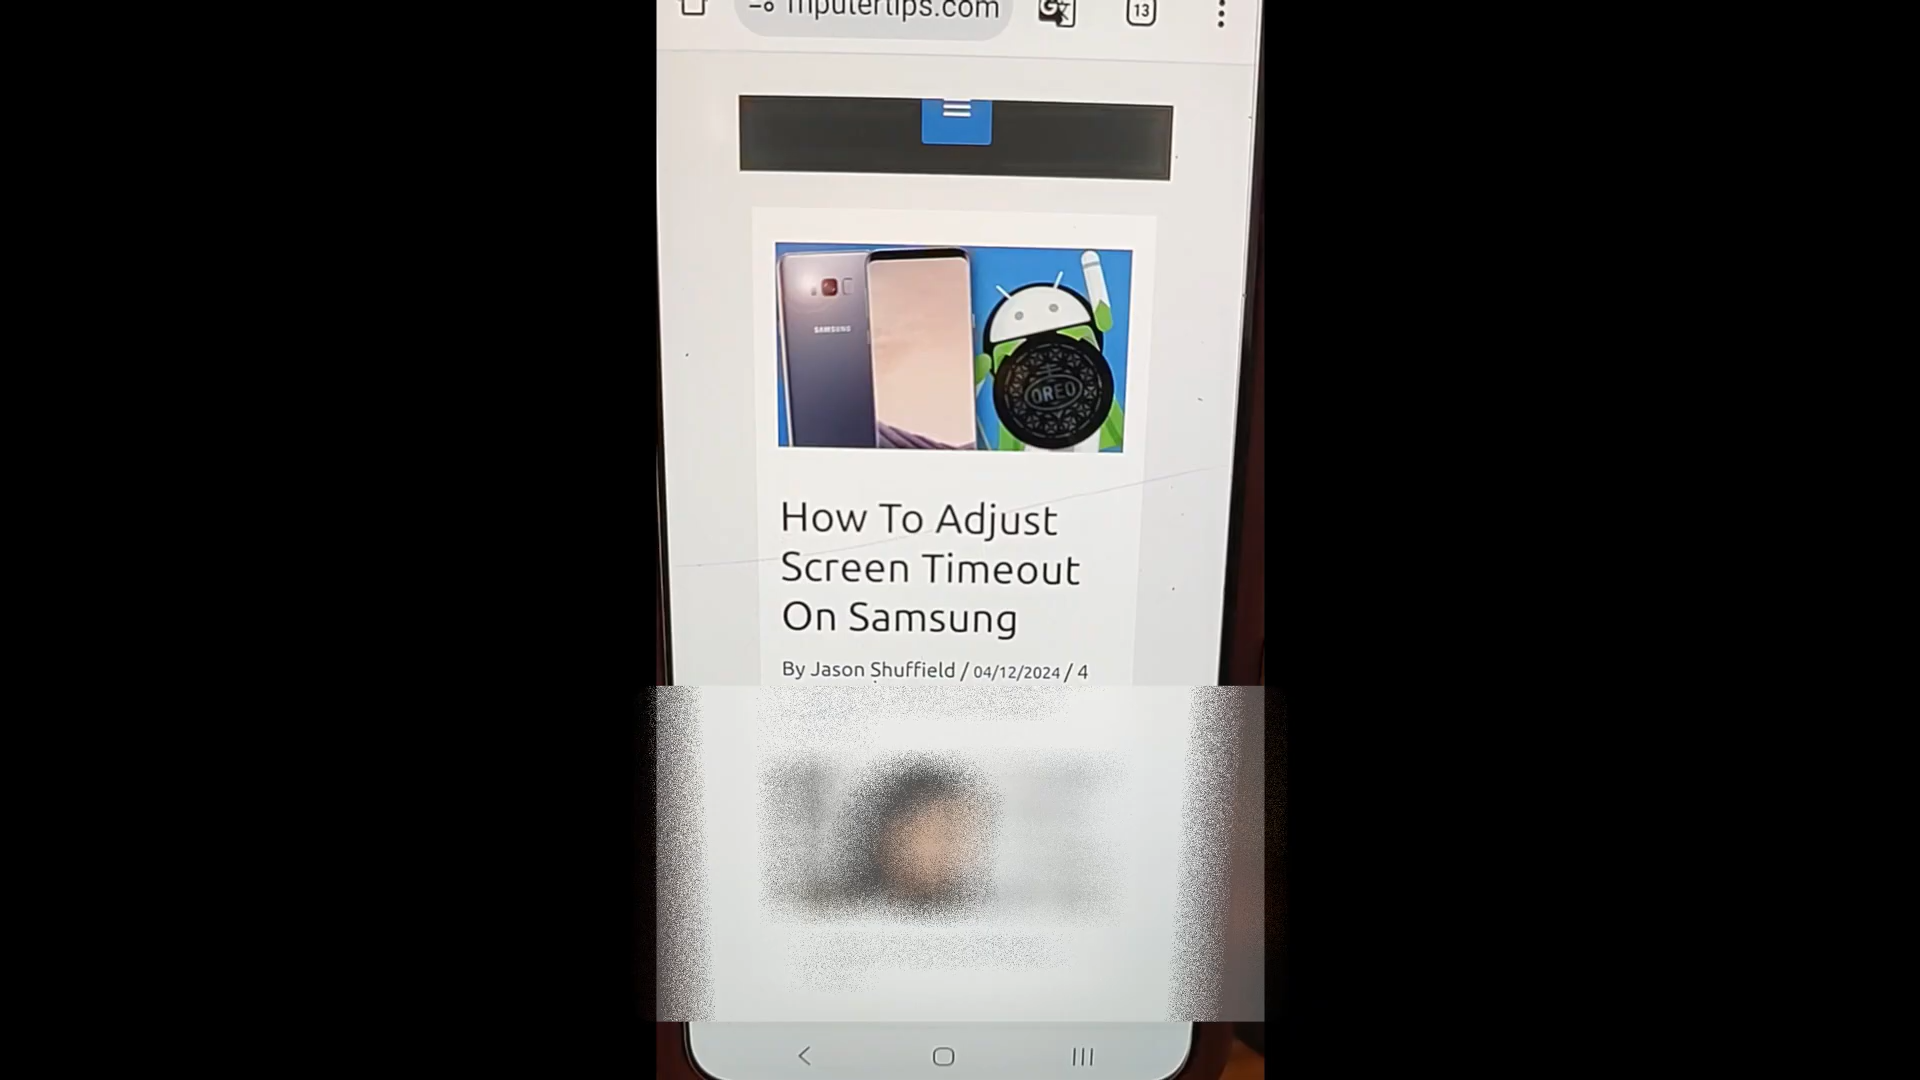 mputertips.com
13
SAMSUNG
OREO
How To Adjust
Screen Timeout
On Samsung
By Jason Shuffield / 04/12/2024 / 4